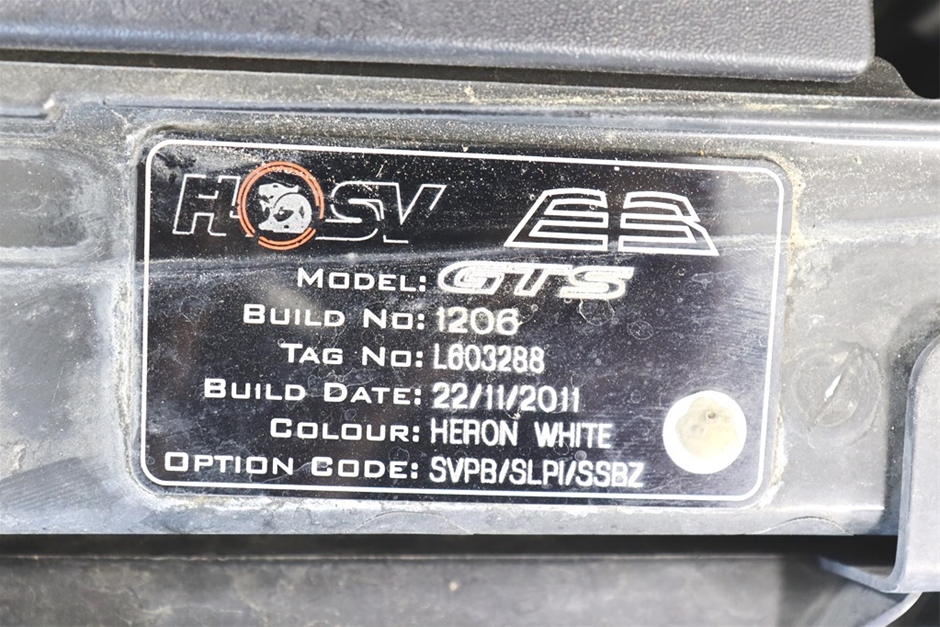 HSV E3
MODEL: GTS
BUILD NO: 1206
TAG NO: L603288
BUILD DATE: 22/11/2011
COLOUR: HERON WHITE
OPTION CODE: SVPB/SLPI/SSBZ